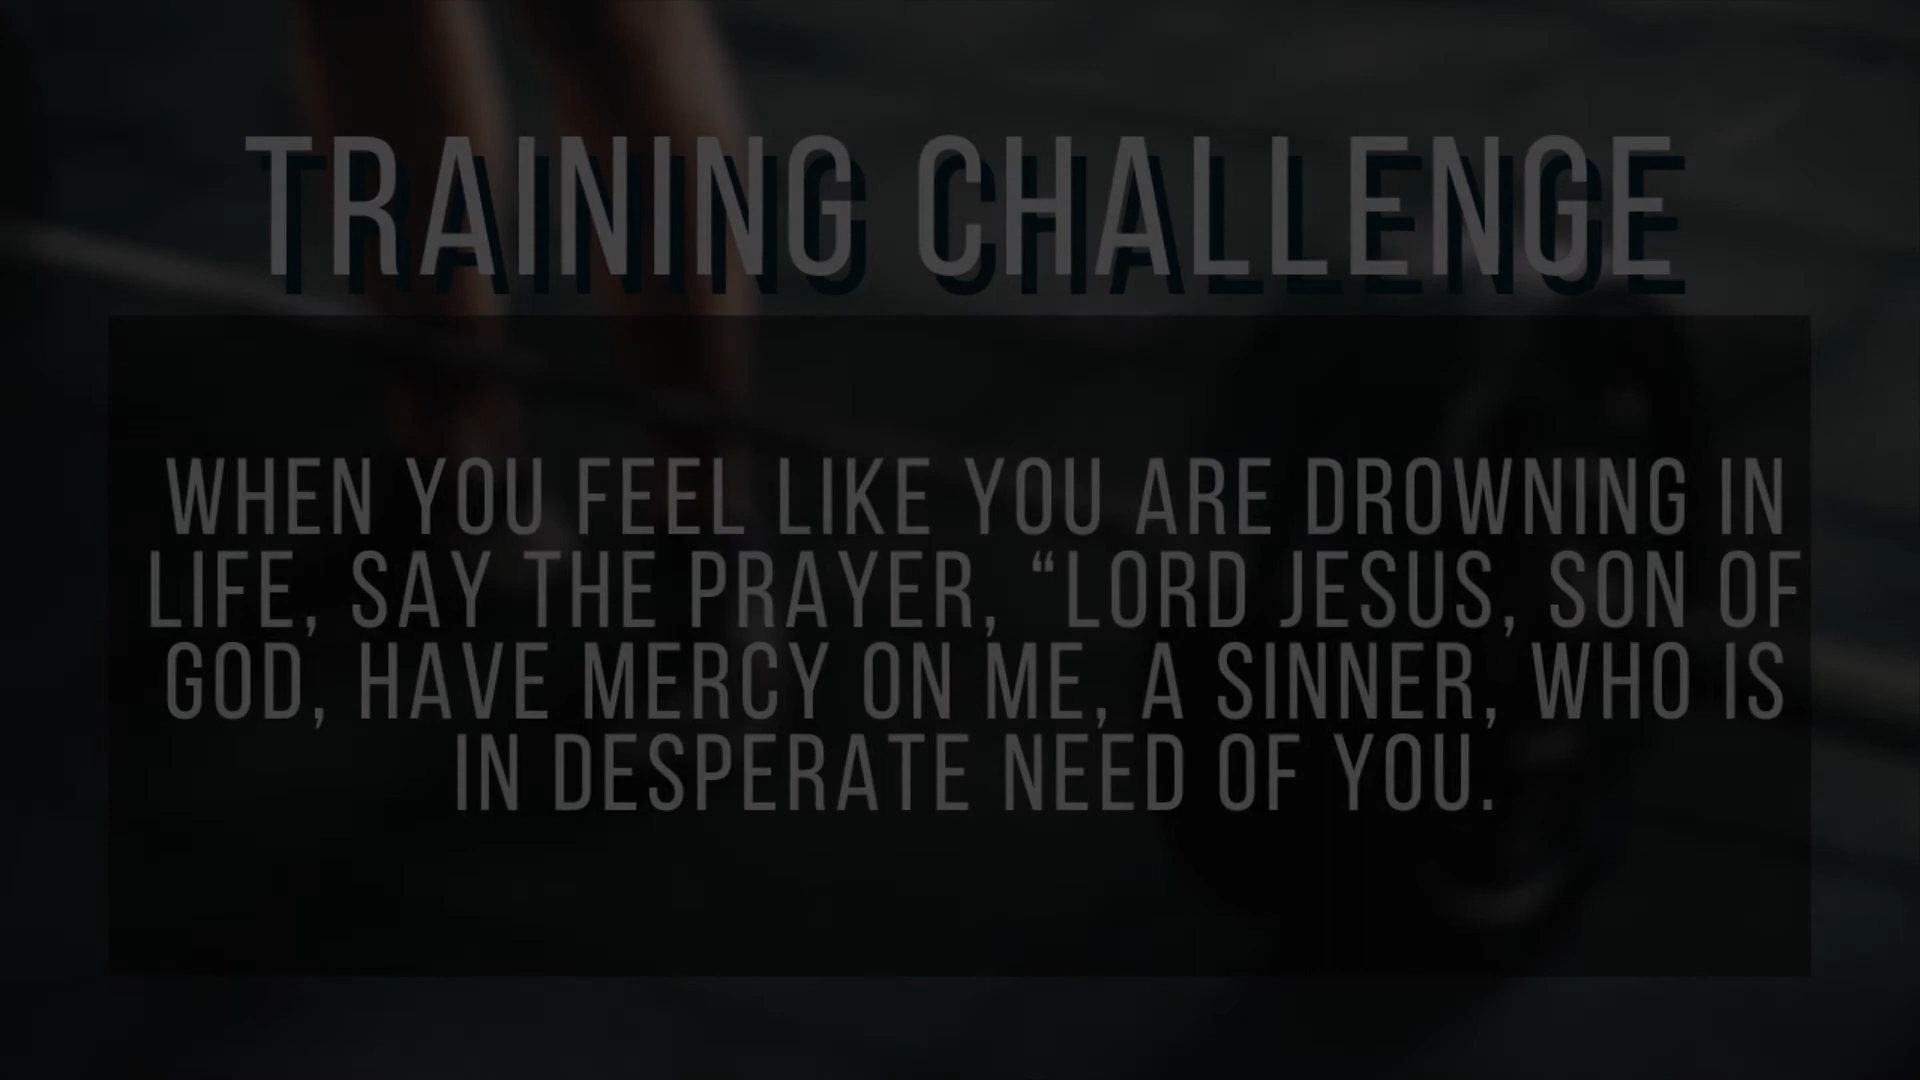 TRAINING CHALLENGE
WHEN YOU FEEL LIKE YOU ARE DROWNING IN
LIFE, SAY THE PRAYER, “LORD JESUS, SON OF
GOD, HAVE MERCY ON ME, A SINNER, WHO IS
IN DESPERATE NEED OF YOU.